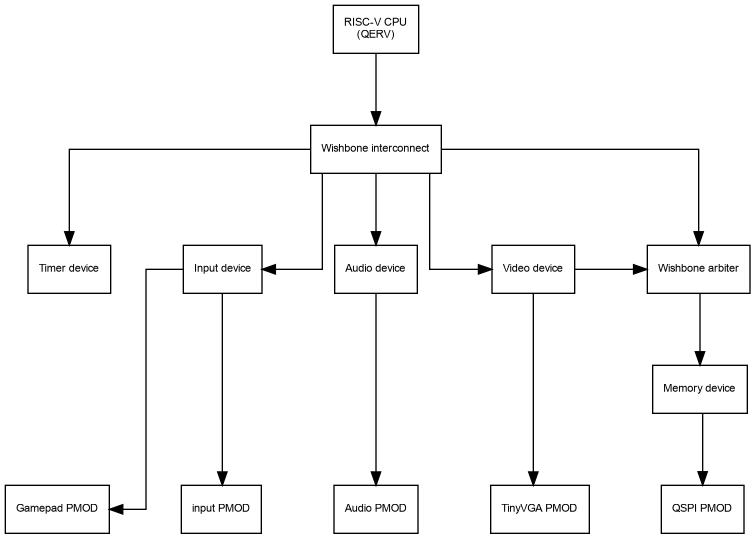 RISC-V CPU
(QERV)
Wishbone interconnect
Timer device
Input device
Audio device
Video device
Wishbone arbiter
Memory device
Gamepad PMOD
input PMOD
Audio PMOD
TinyVGA PMOD
QSPI PMOD